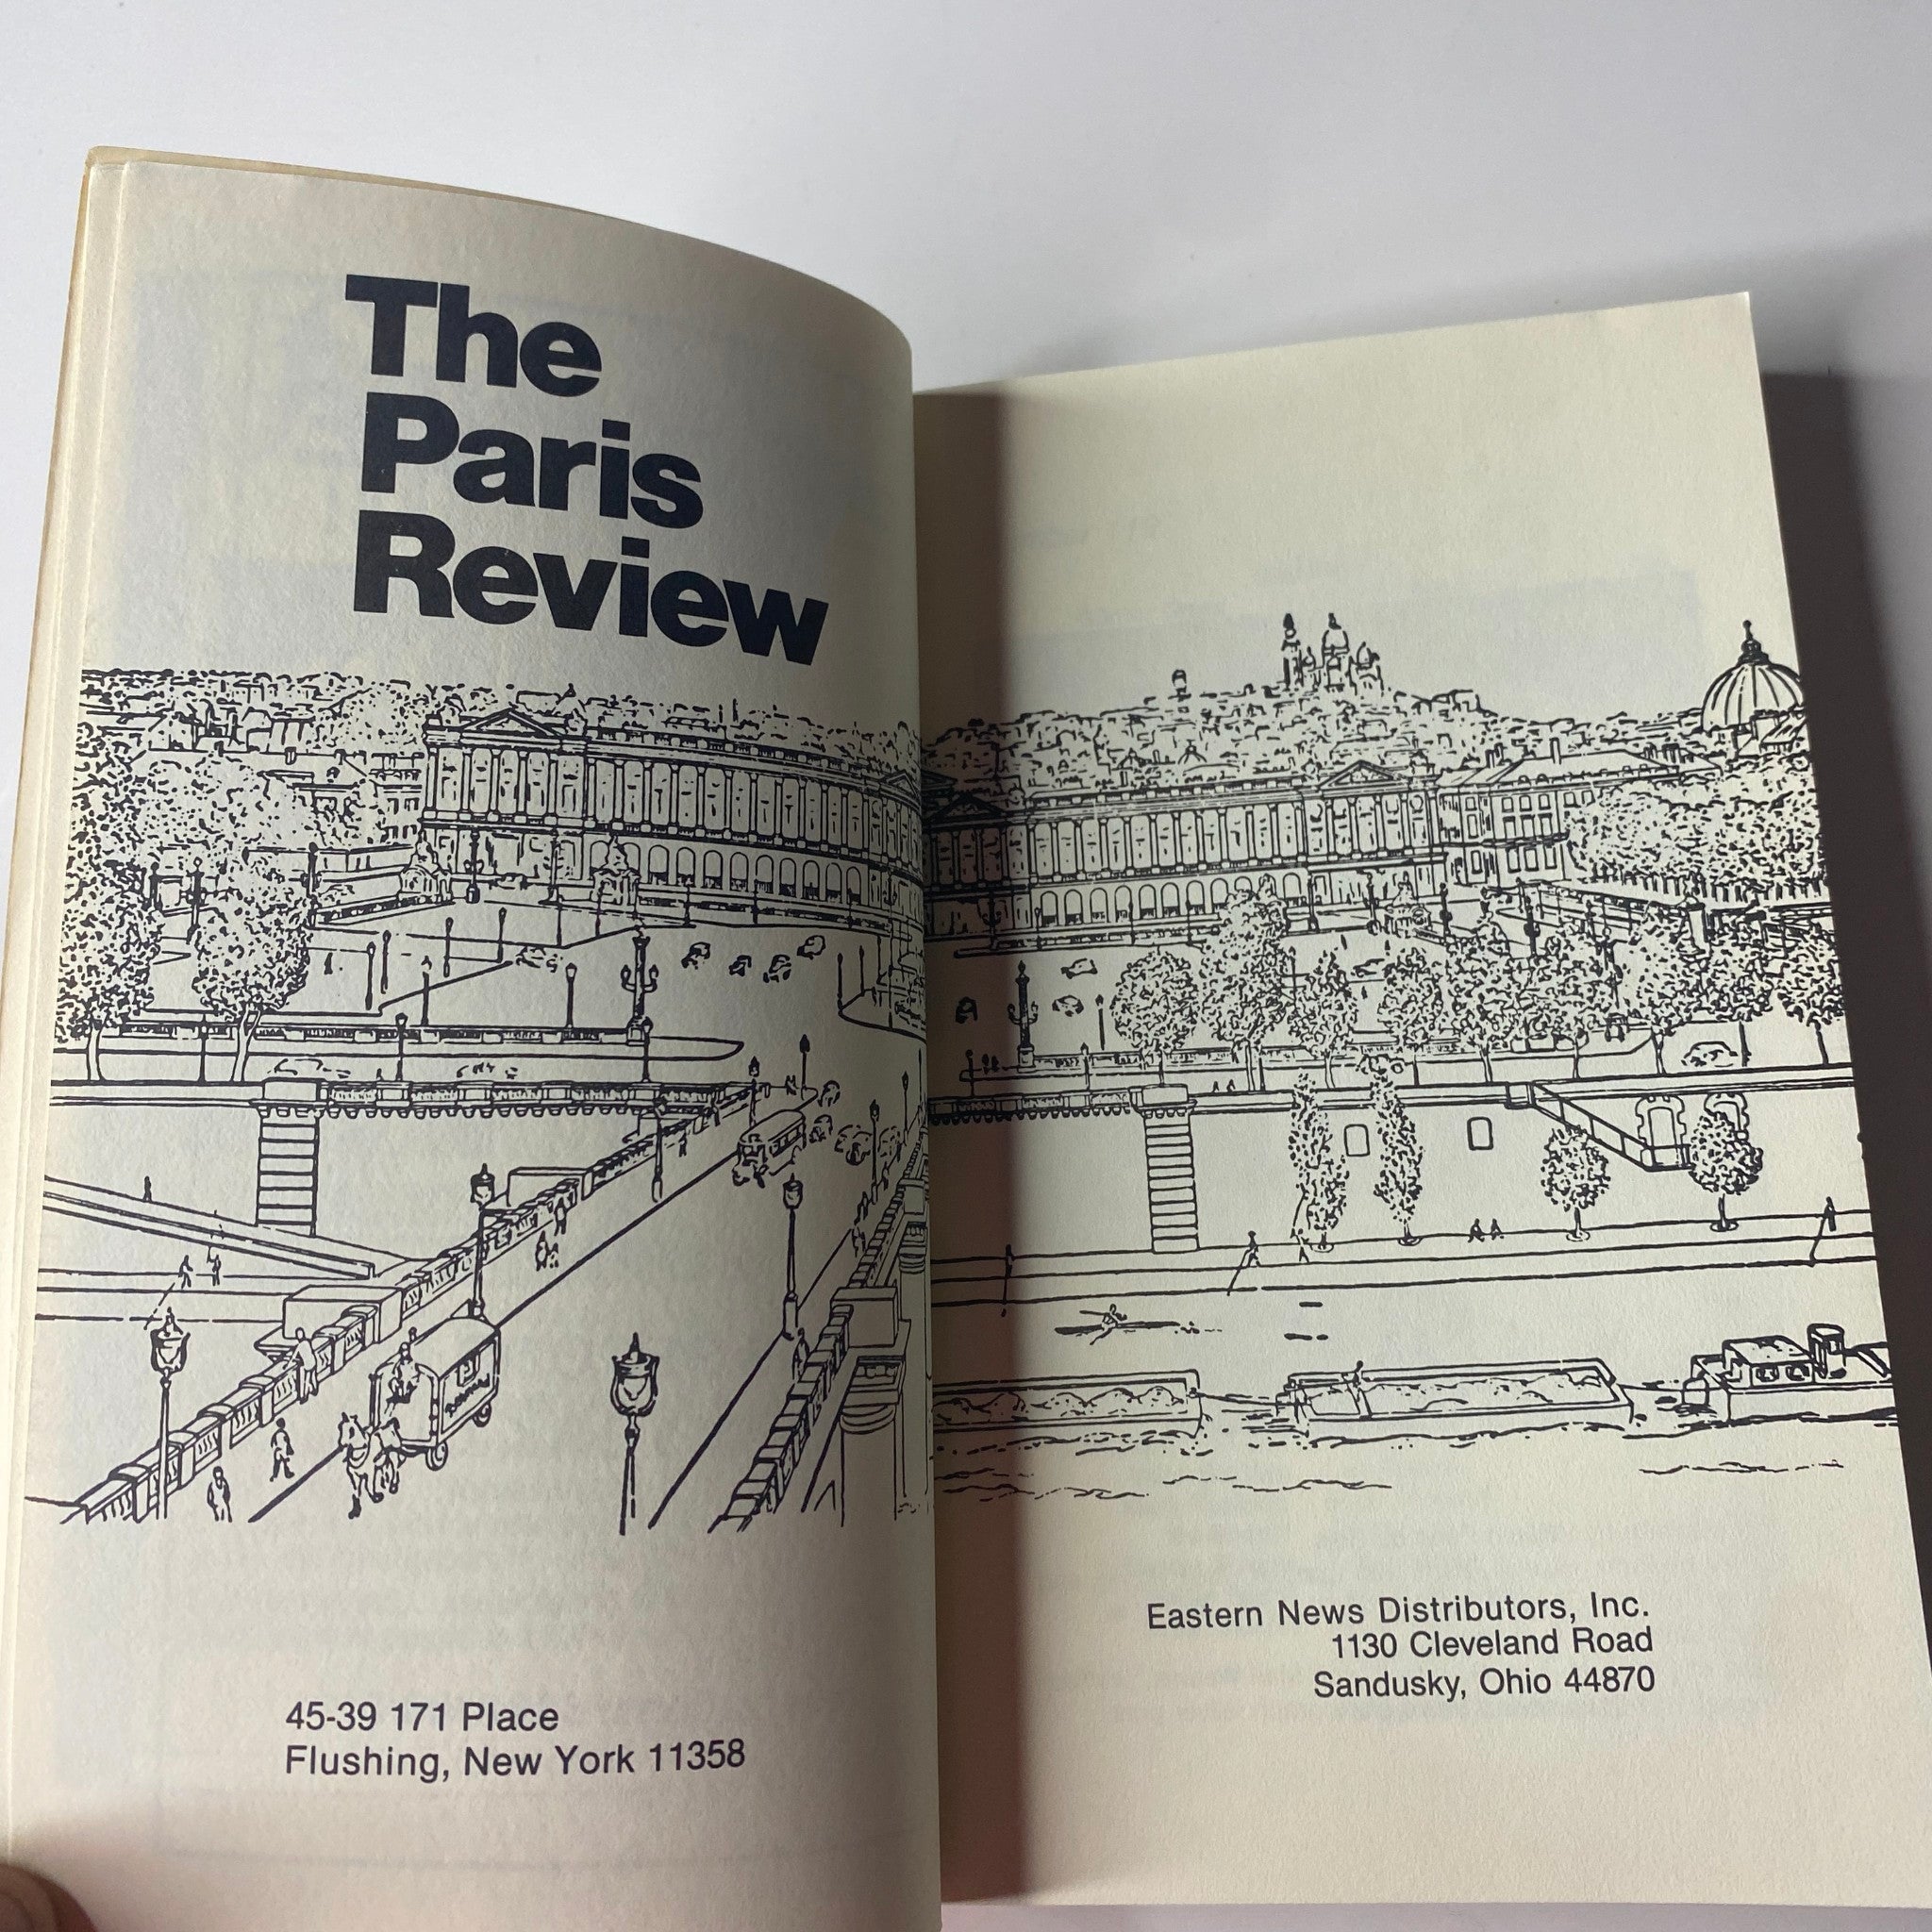 The
Paris
Review
45-39 171 Place
Flushing, New York 11358
Eastern News Distributors, Inc.
1130 Cleveland Road
Sandusky, Ohio 44870